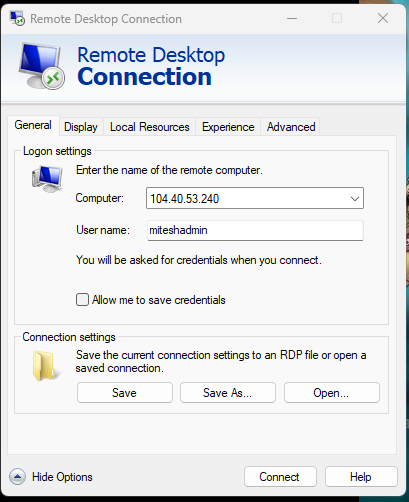 Remote Desktop Connection
Remote Desktop
Connection
General Display Local Resources Experience Advanced
Logon settings
Enter the name of the remote computer.
Computer: 104.40.53.240
User name: miteshadmin
You will be asked for credentials when you connect.
Allow me to save credentials
Connection settings
Save the current connection settings to an RDP file or open a
saved connection.
Save Save As... Open...
Hide Options Connect Help